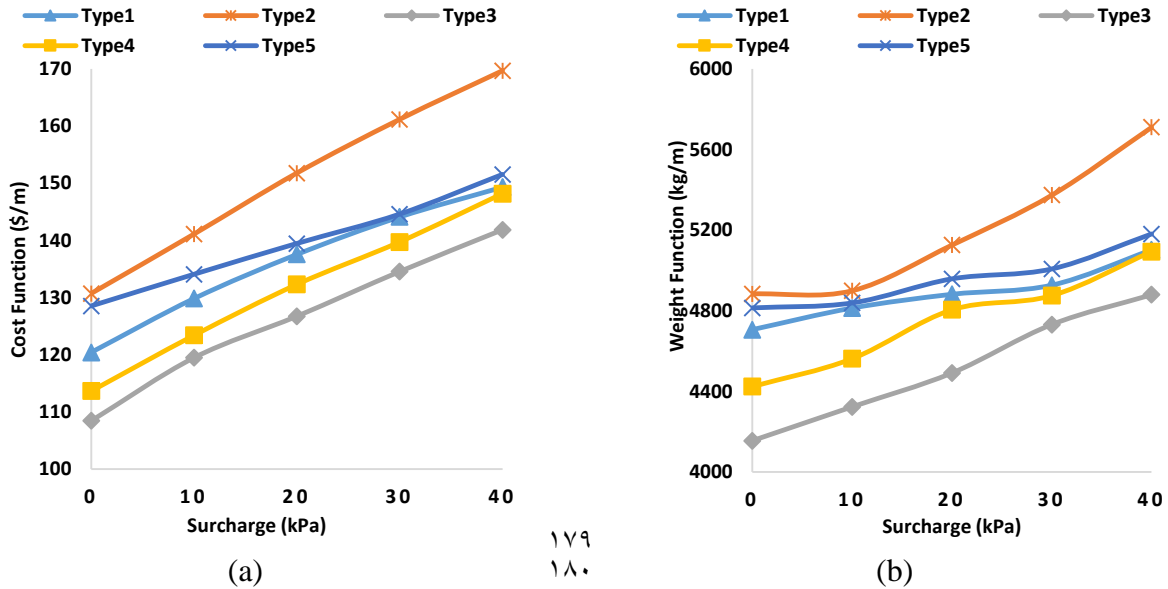 Type1 Type2 Type3
Type4 Type5
170
160
150
140
130
120
110
100
Cost Function ($/m)
0 10 20 30 40
Surcharge (kPa)
(a)
۱۷۹
۱۸۰
Type1 Type2 Type3
Type4 Type5
6000
5600
5200
4800
4400
4000
Weight Function (kg/m)
0 10 20 30 40
Surcharge (kPa)
(b)